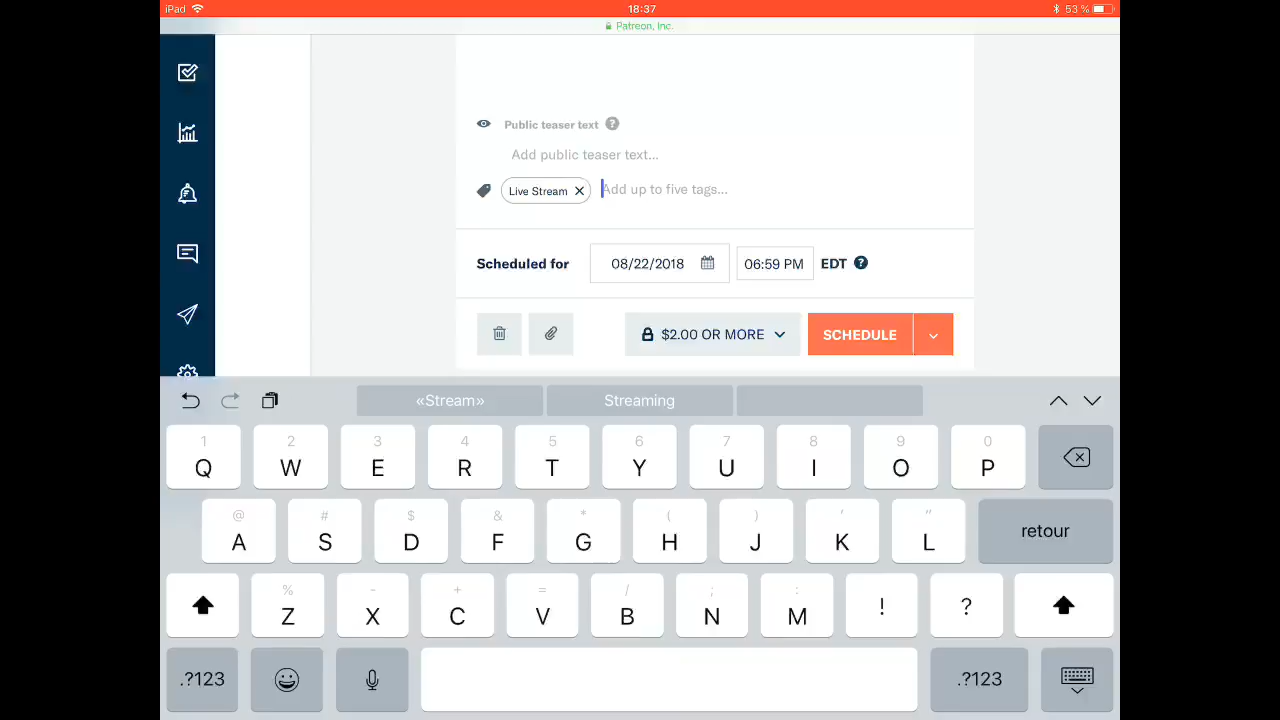 iPad 18:37 53 %
Patreon, Inc.
Public teaser text ?
Add public teaser text...
Live Stream Add up to five tags...
Scheduled for 08/22/2018 06:59 PM EDT ?
$2.00 OR MORE SCHEDULE
«Stream» Streaming
1 2 3 4 5 6 7 8 9 0
Q W E R T Y U I O P
@ # $ & * ( ) ' "
A S D F G H J K L retour
% - + = / ; :
Z X C V B N M ! ?
.?123 .?123